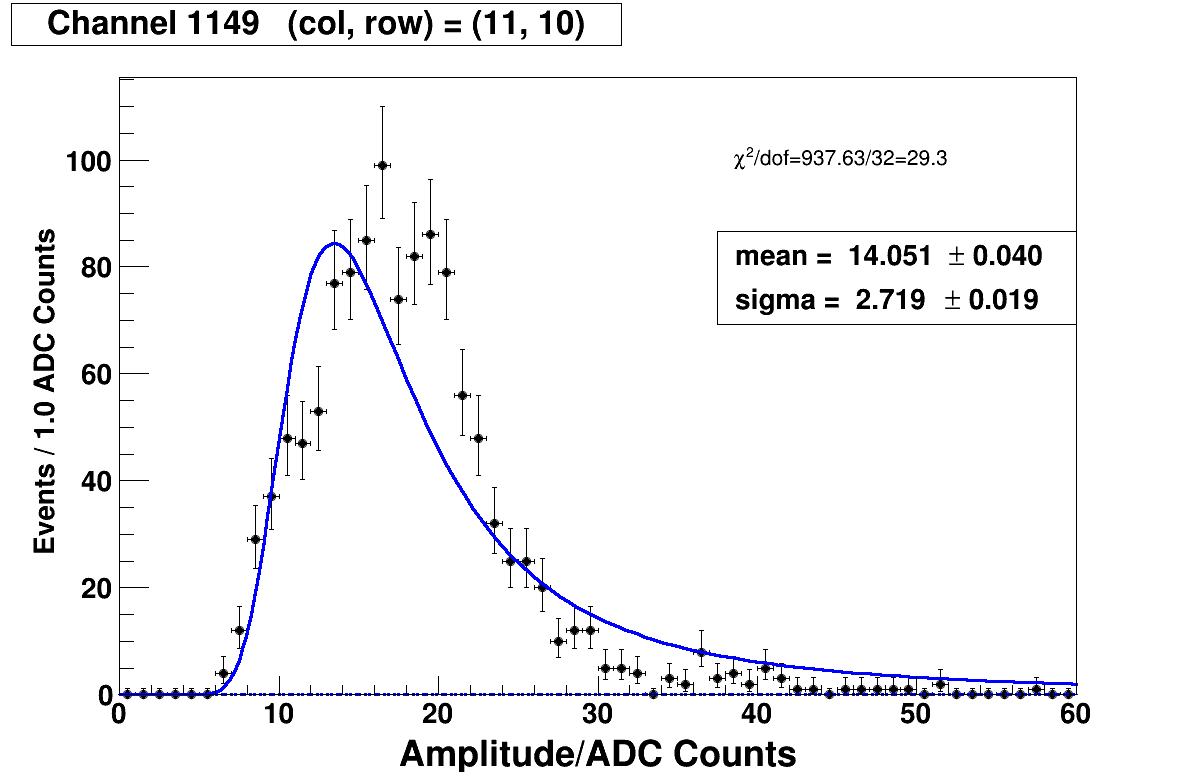 Channel 1149 (col, row) = (11, 10)
χ²/dof=937.63/32=29.3
mean = 14.051 ± 0.040
sigma = 2.719 ± 0.019
Events / 1.0 ADC Counts
100
80
60
40
20
0
0 10 20 30 40 50 60
Amplitude/ADC Counts